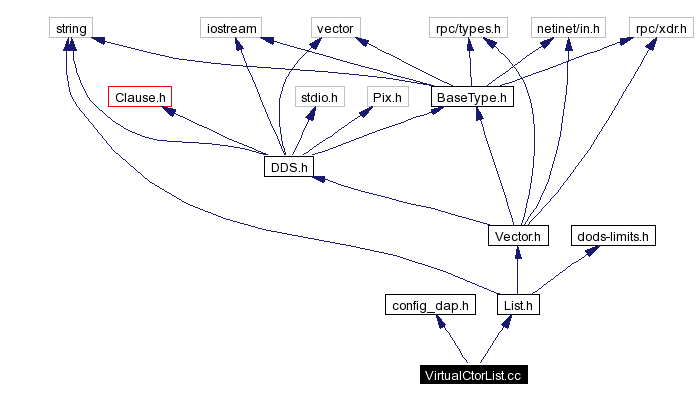 string
iostream
vector
rpc/types.h
netinet/in.h
rpc/xdr.h
Clause.h
stdio.h
Pix.h
BaseType.h
DDS.h
Vector.h
dods-limits.h
config_dap.h
List.h
VirtualCtorList.cc